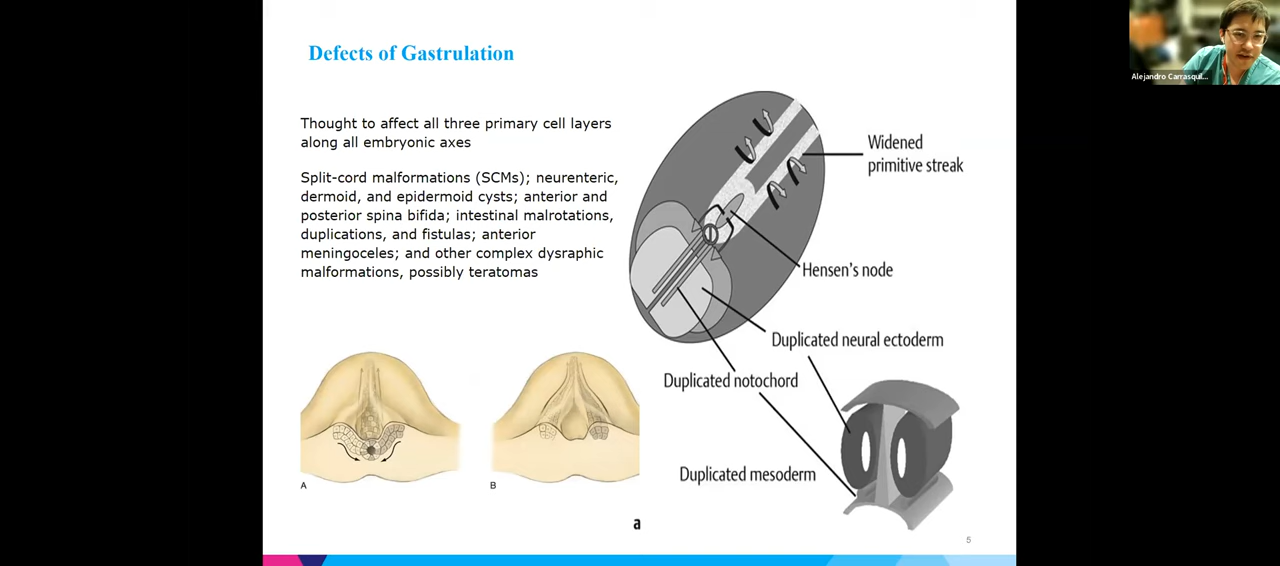 Defects of Gastrulation
Alejandro Carrasquil...
Thought to affect all three primary cell layers
along all embryonic axes
Split-cord malformations (SCMs); neurenteric,
dermoid, and epidermoid cysts; anterior and
posterior spina bifida; intestinal malrotations,
duplications, and fistulas; anterior
meningoceles; and other complex dysraphic
malformations, possibly teratomas
Widened
primitive streak
Hensen's node
Duplicated neural ectoderm
Duplicated notochord
Duplicated mesoderm
A
B
a
5